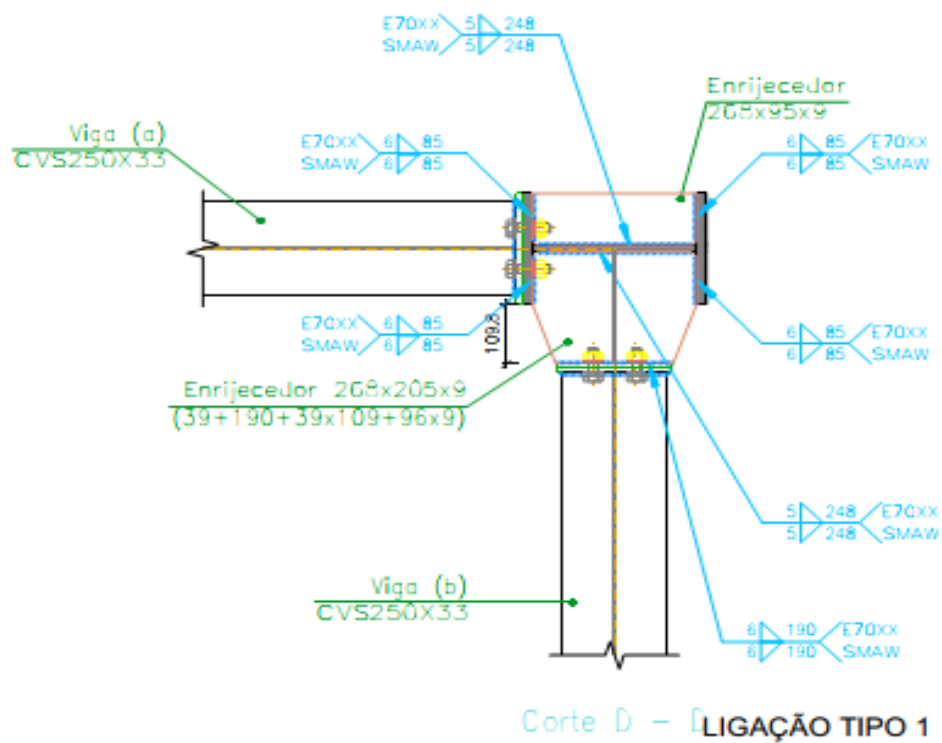 E70XX 5 248
SMAW 5 248
Enrijecedor
268x95x9
Viga (a)
CVS250X33
E70XX 6 85
SMAW 6 85
6 85 E70XX
6 85 SMAW
E70XX 6 85
SMAW 6 85
109.8
6 85 E70XX
6 85 SMAW
Enrijecedor 268x205x9
(39+190+39x109+96x9)
5 248 E70XX
5 248 SMAW
Viga (b)
CVS250X33
6 190 E70XX
6 190 SMAW
Corte D - D
LIGAÇÃO TIPO 1